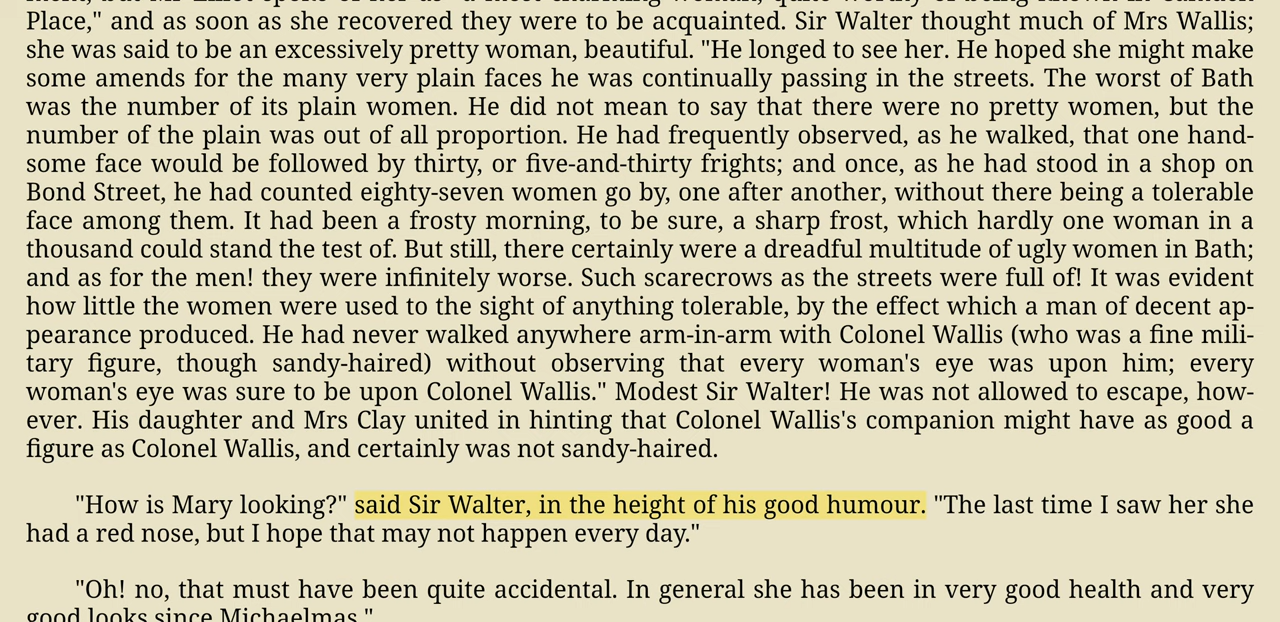 Place," and as soon as she recovered they were to be acquainted. Sir Walter thought much of Mrs Wallis;
she was said to be an excessively pretty woman, beautiful. "He longed to see her. He hoped she might make
some amends for the many very plain faces he was continually passing in the streets. The worst of Bath
was the number of its plain women. He did not mean to say that there were no pretty women, but the
number of the plain was out of all proportion. He had frequently observed, as he walked, that one hand-
some face would be followed by thirty, or five-and-thirty frights; and once, as he had stood in a shop on
Bond Street, he had counted eighty-seven women go by, one after another, without there being a tolerable
face among them. It had been a frosty morning, to be sure, a sharp frost, which hardly one woman in a
thousand could stand the test of. But still, there certainly were a dreadful multitude of ugly women in Bath;
and as for the men! they were infinitely worse. Such scarecrows as the streets were full of! It was evident
how little the women were used to the sight of anything tolerable, by the effect which a man of decent ap-
pearance produced. He had never walked anywhere arm-in-arm with Colonel Wallis (who was a fine mili-
tary figure, though sandy-haired) without observing that every woman's eye was upon him; every
woman's eye was sure to be upon Colonel Wallis." Modest Sir Walter! He was not allowed to escape, how-
ever. His daughter and Mrs Clay united in hinting that Colonel Wallis's companion might have as good a
figure as Colonel Wallis, and certainly was not sandy-haired.
"How is Mary looking?" said Sir Walter, in the height of his good humour. "The last time I saw her she
had a red nose, but I hope that may not happen every day."
"Oh! no, that must have been quite accidental. In general she has been in very good health and very
good looks since Michaelmas."